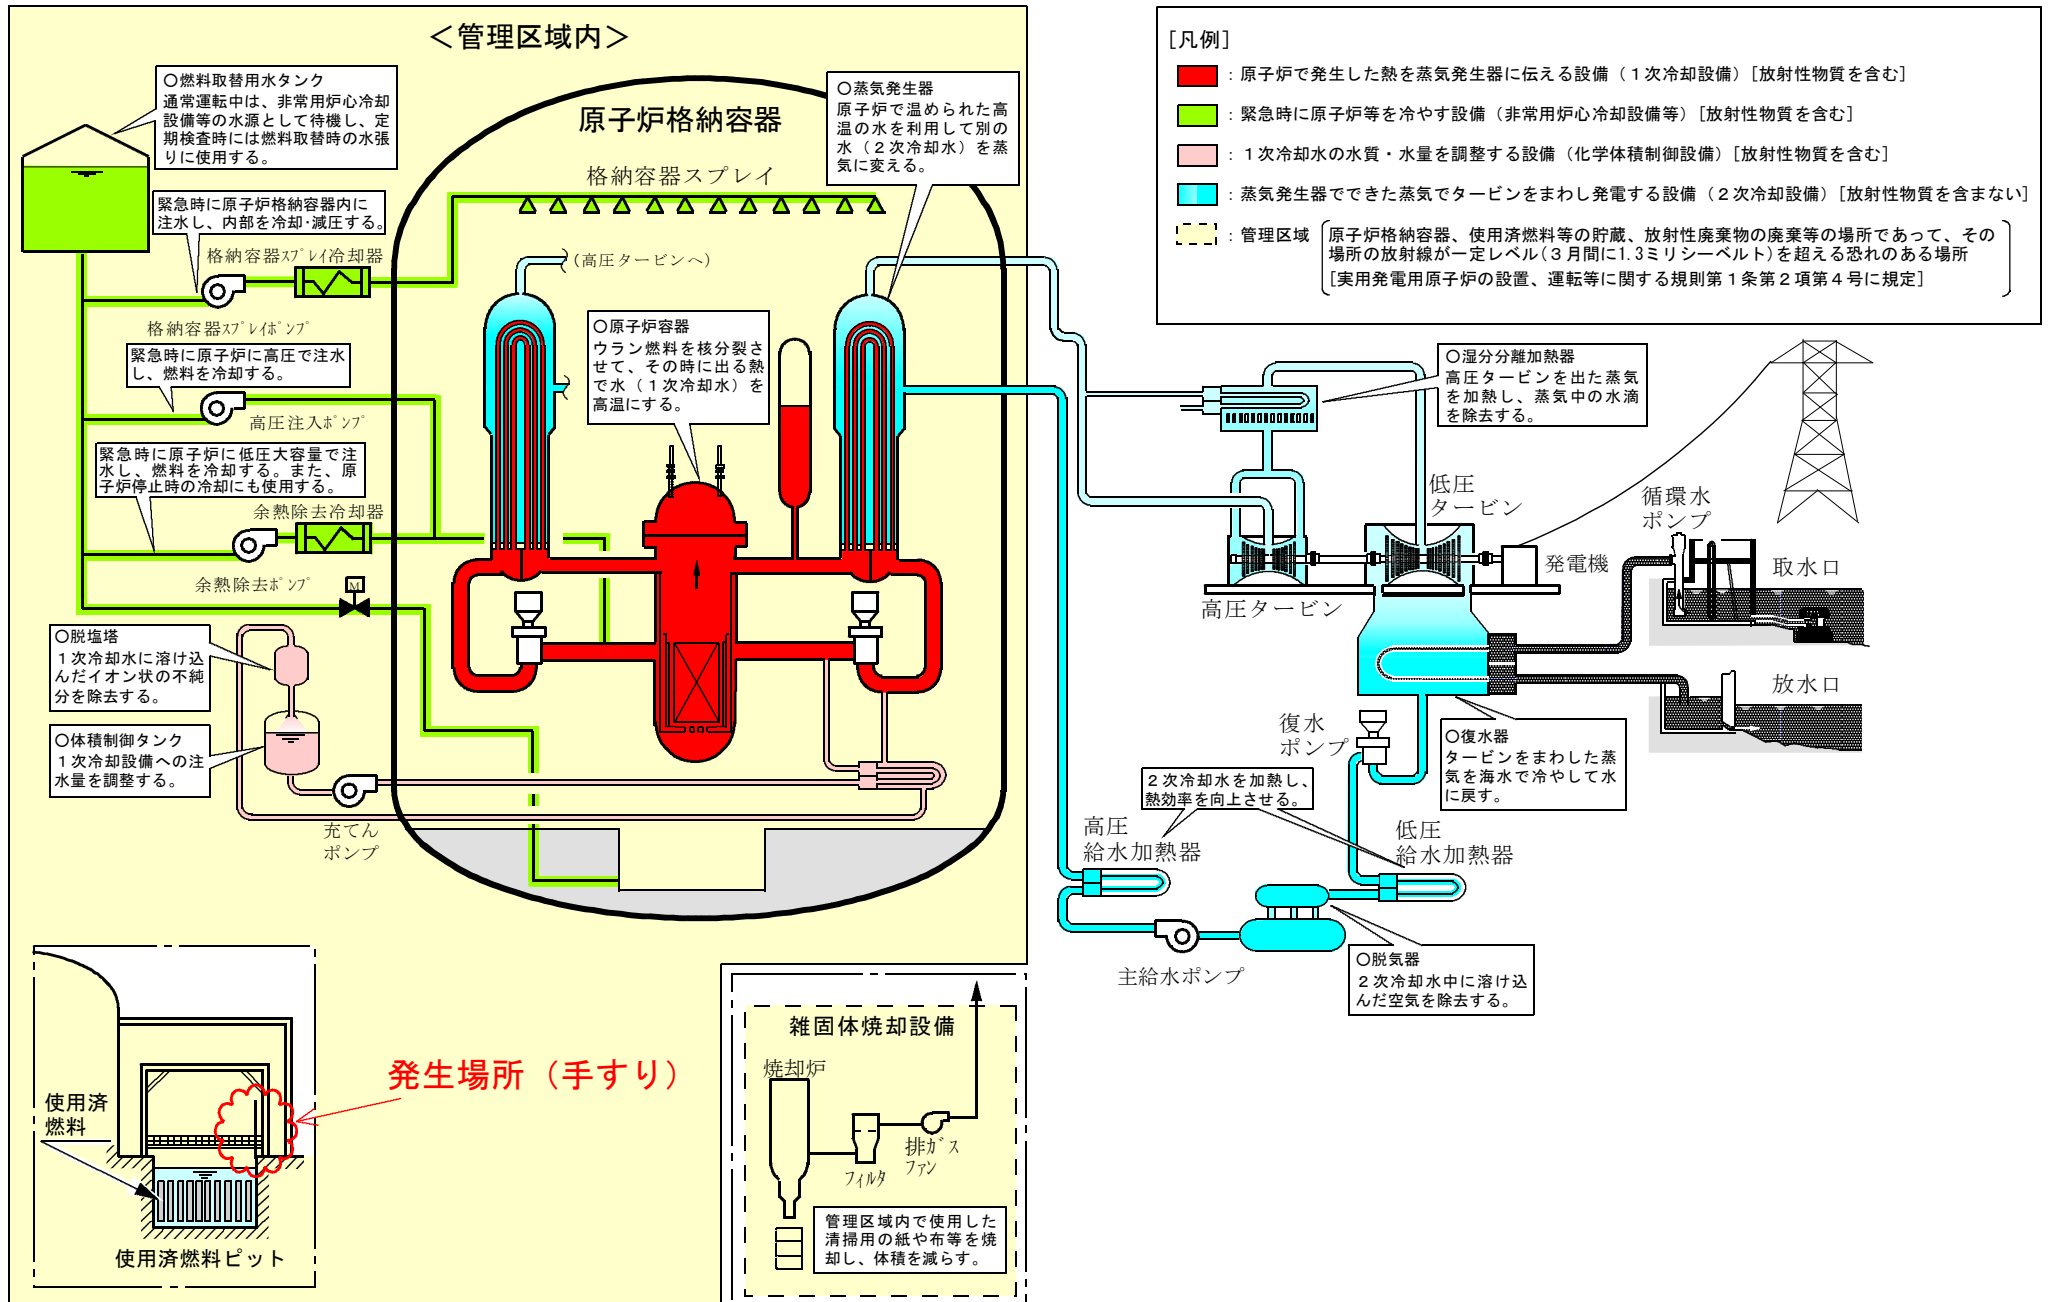 ＜管理区域内＞
○燃料取替用水タンク
通常運転中は、非常用炉心冷却
設備等の水源として待機し、定
期検査時には燃料取替時の水張
りに使用する。
緊急時に原子炉格納容器内に
注水し、内部を冷却・減圧する。
格納容器ｽﾌﾟﾚｲ冷却器
格納容器ｽﾌﾟﾚｲﾎﾟﾝﾌﾟ
緊急時に原子炉に高圧で注水
し、燃料を冷却する。
高圧注入ﾎﾟﾝﾌﾟ
緊急時に原子炉に低圧大容量で注
水し、燃料を冷却する。また、原
子炉停止時の冷却にも使用する。
余熱除去冷却器
余熱除去ﾎﾟﾝﾌﾟ
M
○脱塩塔
１次冷却水に溶け込
んだイオン状の不純
分を除去する。
○体積制御タンク
１次冷却設備への注
水量を調整する。
充てん
ポンプ
原子炉格納容器
格納容器スプレイ
(高圧タービンへ)
○蒸気発生器
原子炉で温められた高
温の水を利用して別の
水（２次冷却水）を蒸
気に変える。
○原子炉容器
ウラン燃料を核分裂さ
せて、その時に出る熱
で水（１次冷却水）を
高温にする。
[凡例]
：原子炉で発生した熱を蒸気発生器に伝える設備（１次冷却設備）[放射性物質を含む]
：緊急時に原子炉等を冷やす設備（非常用炉心冷却設備等）[放射性物質を含む]
：１次冷却水の水質・水量を調整する設備（化学体積制御設備）[放射性物質を含む]
：蒸気発生器でできた蒸気でタービンをまわし発電する設備（２次冷却設備）[放射性物質を含まない]
：管理区域
原子炉格納容器、使用済燃料等の貯蔵、放射性廃棄物の廃棄等の場所であって、その
場所の放射線が一定レベル(３月間に1.3ミリシーベルト)を超える恐れのある場所
[実用発電用原子炉の設置、運転等に関する規則第１条第２項第４号に規定]
○湿分分離加熱器
高圧タービンを出た蒸気
を加熱し、蒸気中の水滴
を除去する。
低圧
タービン
高圧タービン
発電機
循環水
ポンプ
取水口
放水口
復水
ポンプ
○復水器
タービンをまわした蒸
気を海水で冷やして水
に戻す。
２次冷却水を加熱し、
熱効率を向上させる。
高圧
給水加熱器
低圧
給水加熱器
主給水ポンプ
○脱気器
２次冷却水中に溶け込
んだ空気を除去する。
使用済
燃料
使用済燃料ピット
発生場所（手すり）
雑固体焼却設備
焼却炉
フィルタ
排ｶﾞｽ
ﾌｧﾝ
管理区域内で使用した
清掃用の紙や布等を焼
却し、体積を減らす。